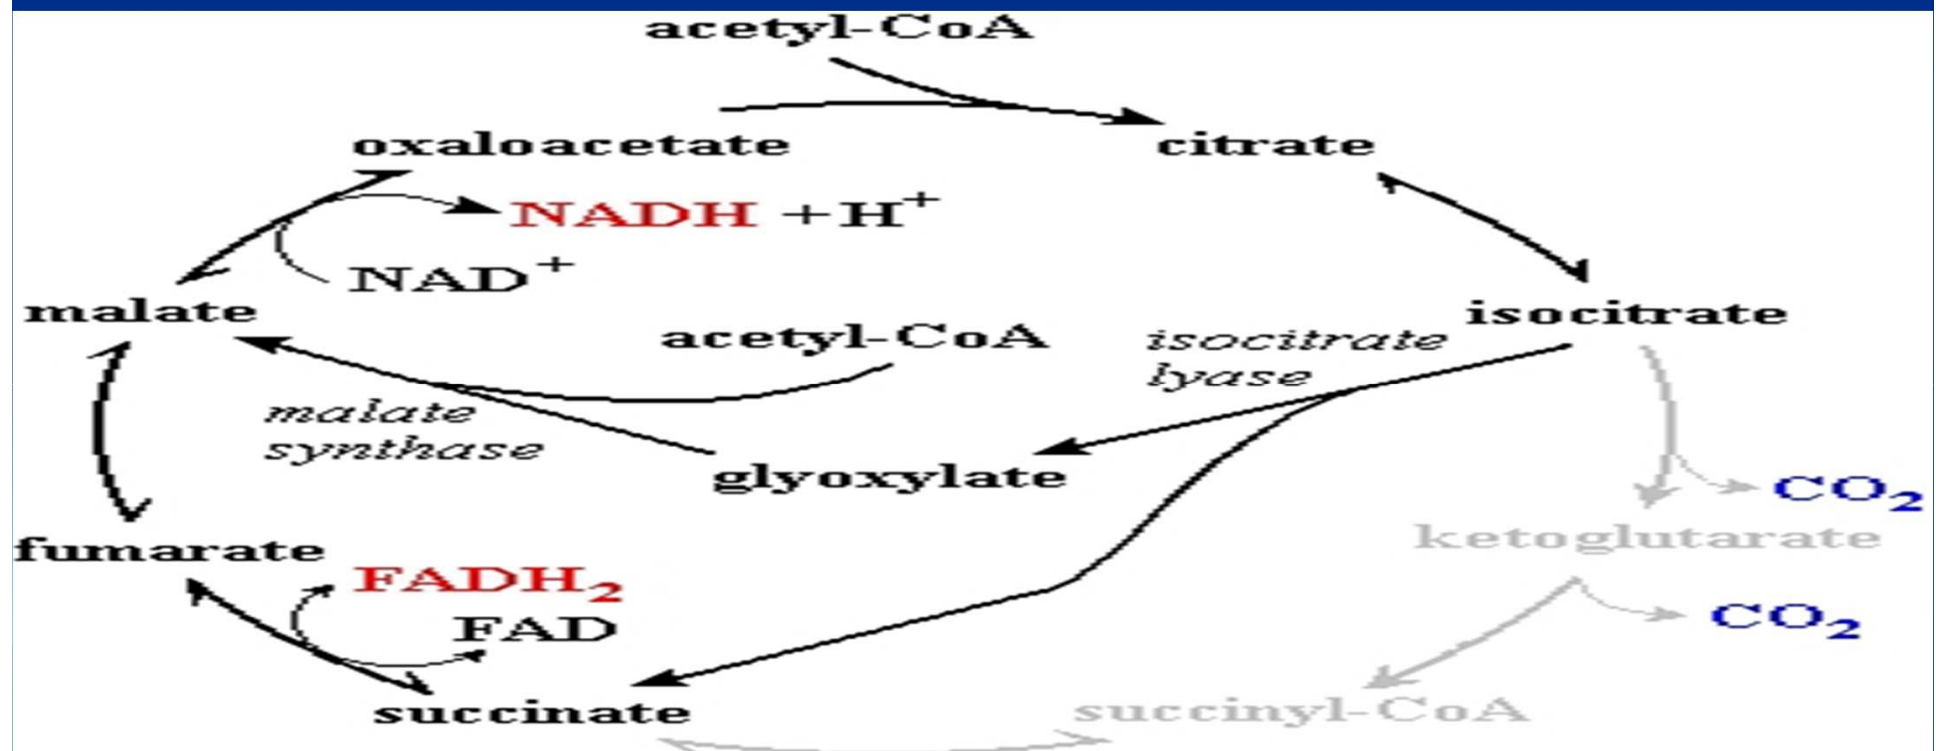 acetyl-CoA
oxaloacetate
citrate
NADH + H+
NAD+
malate
isocitrate
acetyl-CoA
isocitrate
lyase
malate
synthase
glyoxylate
CO2
ketoglutarate
fumarate
FADH2
FAD
CO2
succinate
succinyl-CoA